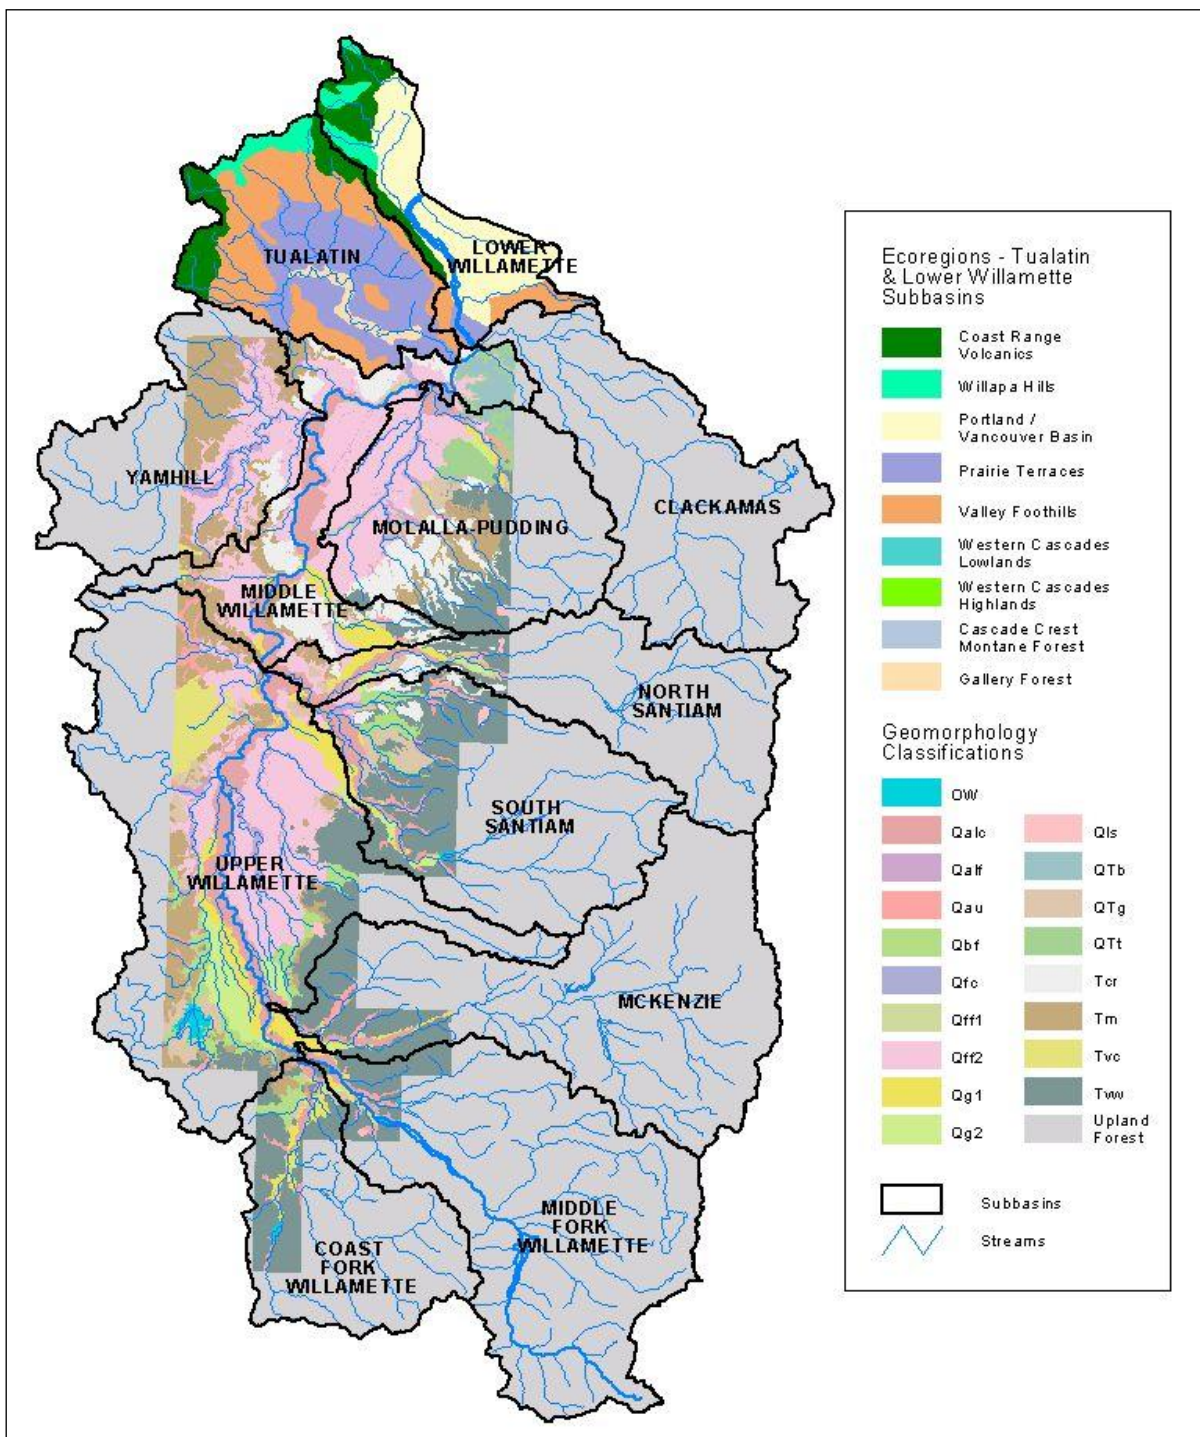 TUALATIN
LOWER
WILLAMETTE
YAMHILL
CLACKAMAS
MOLALLA-PUDDING
MIDDLE
WILLAMETTE
NORTH
SANTIAM
SOUTH
SANTIAM
UPPER
WILLAMETTE
MCKENZIE
MIDDLE
FORK
WILLAMETTE
COAST
FORK
WILLAMETTE
Ecoregions - Tualatin
& Lower Willamette
Subbasins
Coast Range
Volcanics
Willapa Hills
Portland /
Vancouver Basin
Prairie Terraces
Valley Foothills
Western Cascades
Lowlands
Western Cascades
Highlands
Cascade Crest
Montane Forest
Gallery Forest
Geomorphology
Classifications
OW
Qalc
Qalf
Qau
Qbf
Qfc
Qff1
Qff2
Qg1
Qg2
Qls
QTb
QTg
QTt
Tcr
Tm
Tvc
Tvw
Upland
Forest
Subbasins
Streams